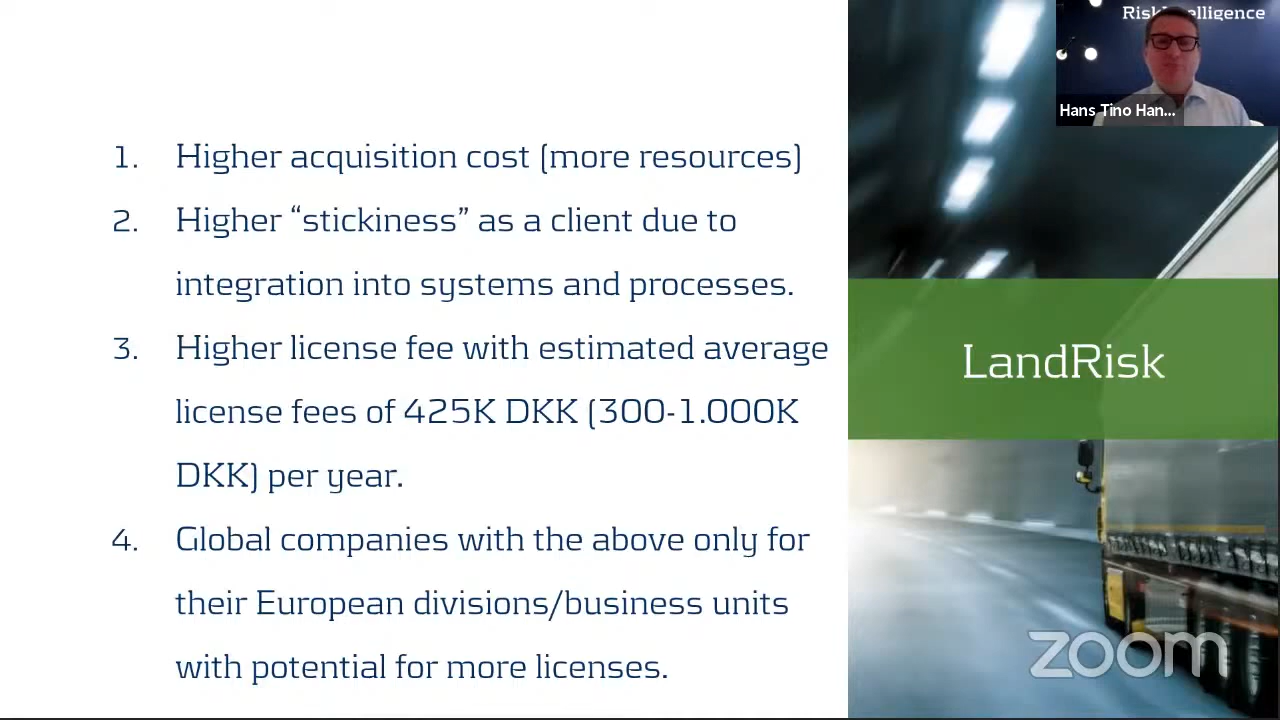 1. Higher acquisition cost (more resources)
2. Higher “stickiness” as a client due to
integration into systems and processes.
3. Higher license fee with estimated average
license fees of 425K DKK (300-1.000K
DKK) per year.
4. Global companies with the above only for
their European divisions/business units
with potential for more licenses.
LandRisk
Hans Tino Han...
zoom